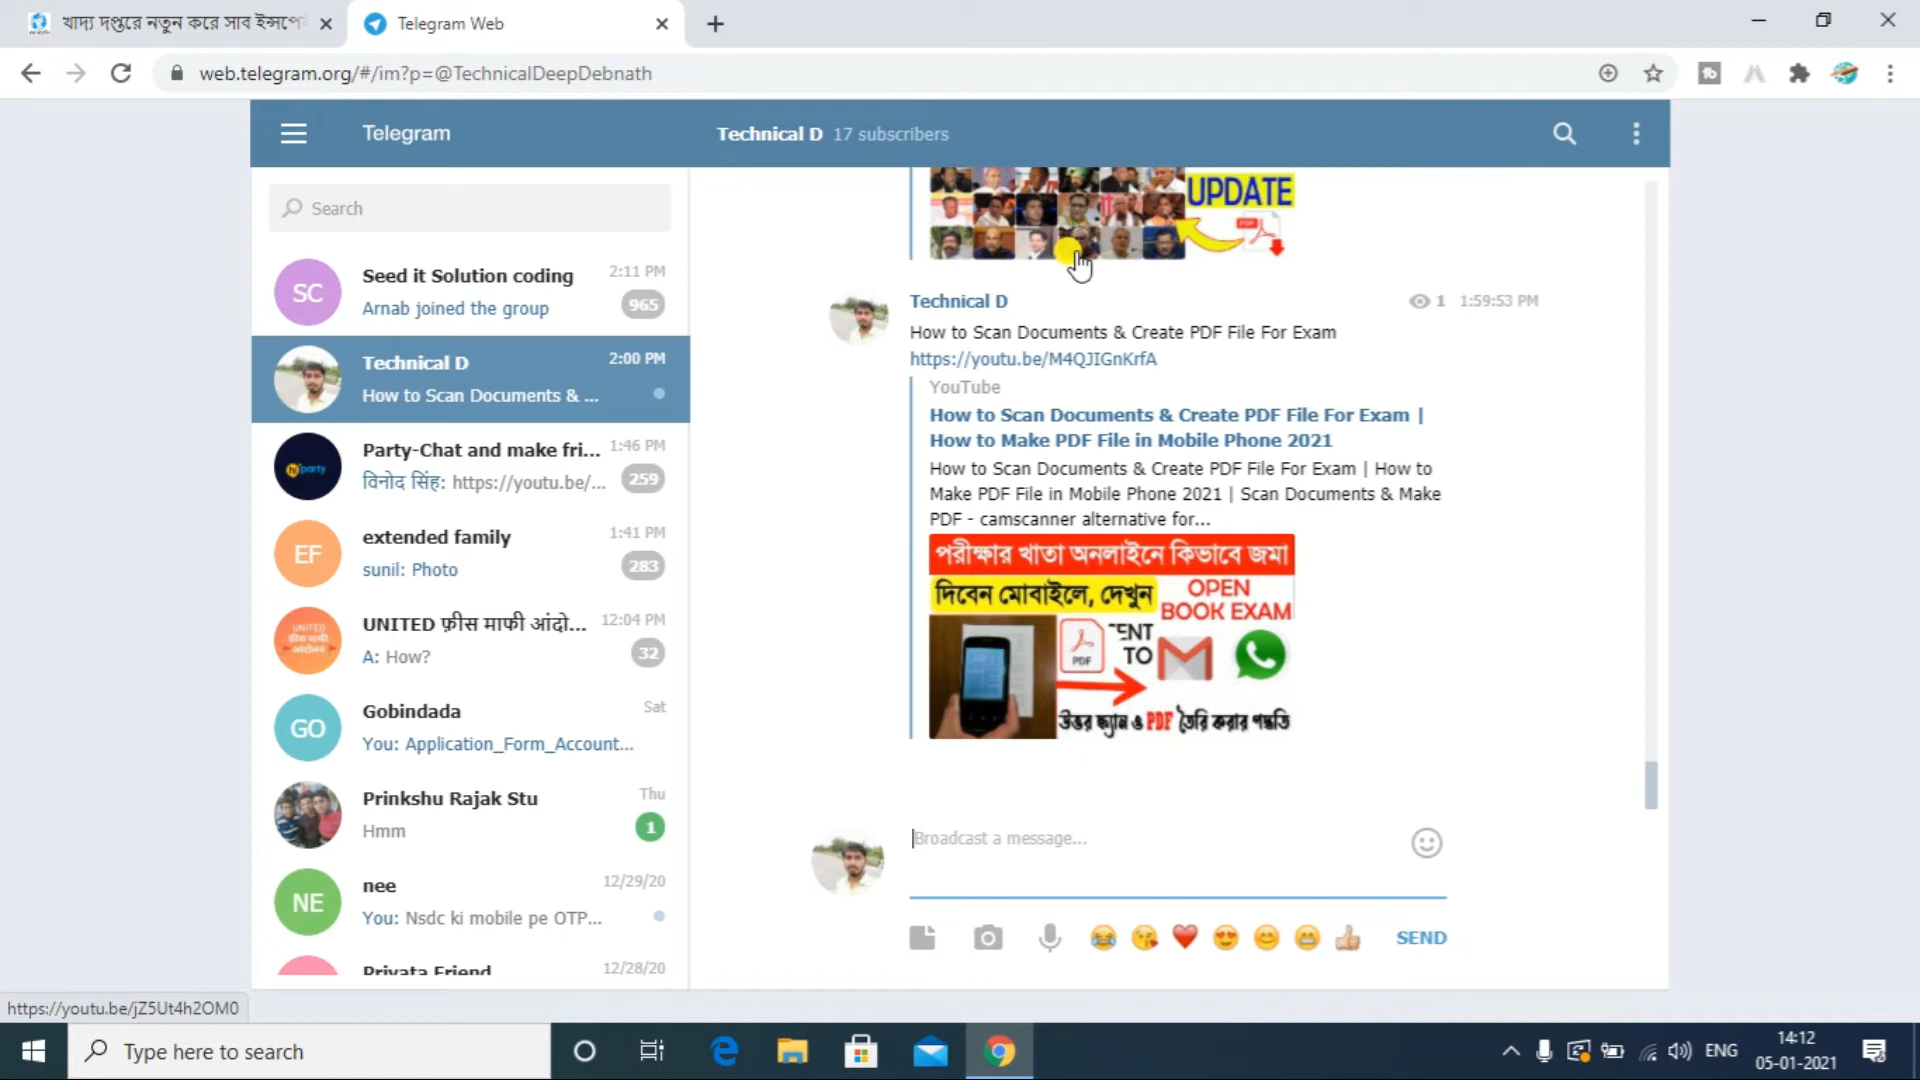 খাদ্য দপ্তরে নতুন করে সাব ইন্সপে
Telegram Web
web.telegram.org/#/im?p=@TechnicalDeepDebnath
Telegram
Technical D 17 subscribers
Search
SC
Seed it Solution coding
2:11 PM
Arnab joined the group
965
Technical D
2:00 PM
How to Scan Documents & ...
hi party
Party-Chat and make fri...
1:46 PM
विनोद सिंह: https://youtu.be/...
259
EF
extended family
1:41 PM
sunil: Photo
283
UNITED
फ़ीस माफी
आंदोलन
UNITED फ़ीस माफी आंदो...
12:04 PM
A: How?
32
GO
Gobindada
Sat
You: Application_Form_Account...
Prinkshu Rajak Stu
Thu
Hmm
1
NE
nee
12/29/20
You: Nsdc ki mobile pe OTP...
Privata Friend
12/28/20
UPDATE
PDF
Technical D
1 1:59:53 PM
How to Scan Documents & Create PDF File For Exam
https://youtu.be/M4QJIGnKrfA
YouTube
How to Scan Documents & Create PDF File For Exam |
How to Make PDF File in Mobile Phone 2021
How to Scan Documents & Create PDF File For Exam | How to
Make PDF File in Mobile Phone 2021 | Scan Documents & Make
PDF - camscanner alternative for...
পরীক্ষার খাতা অনলাইনে কিভাবে জমা
দিবেন মোবাইলে, দেখুন
OPEN
BOOK EXAM
PDF
TO
উত্তর স্ক্যান ও PDF তৈরি করার পদ্ধতি
Broadcast a message...
SEND
https://youtu.be/jZ5Ut4h2OM0
Type here to search
ENG
14:12
05-01-2021